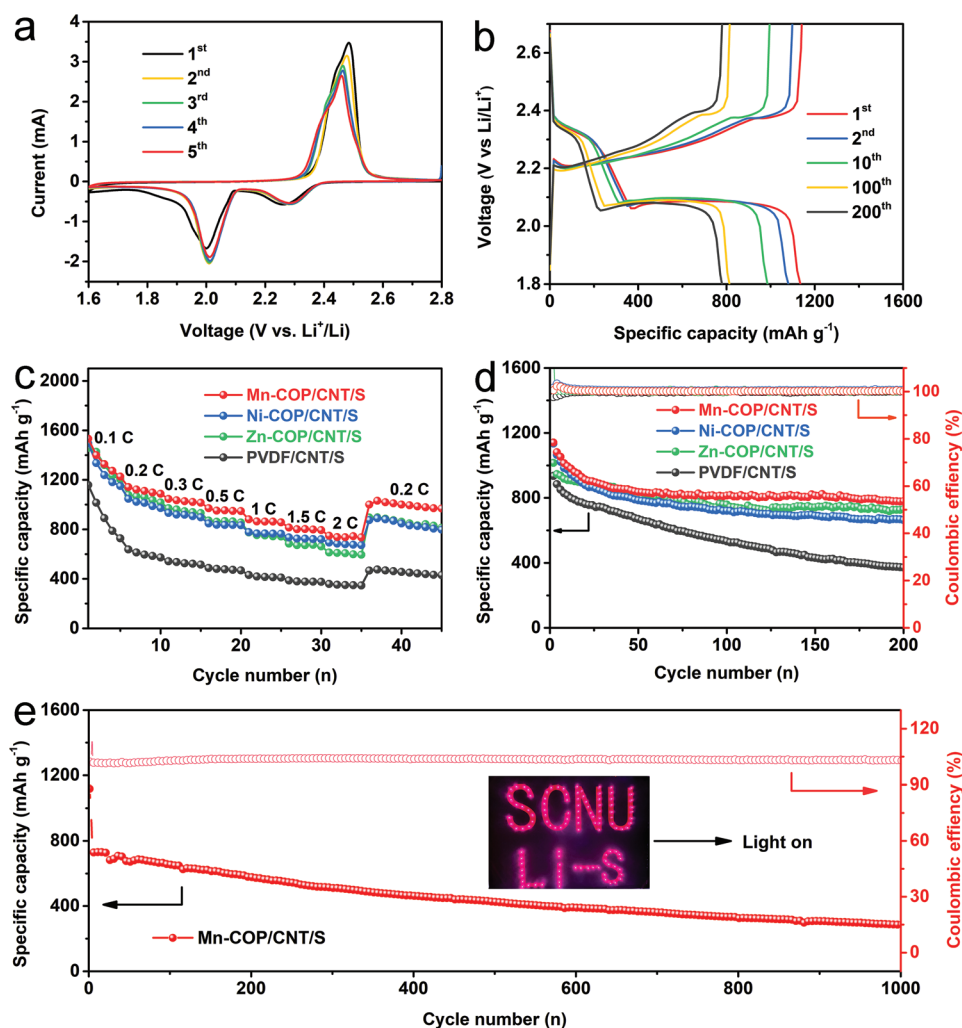 a
1st
2nd
3rd
4th
5th
Current (mA)
4
3
2
1
0
-1
-2
1.6 1.8 2.0 2.2 2.4 2.6 2.8
Voltage (V vs. Li+/Li)
b
1st
2nd
10th
100th
200th
Voltage (V vs Li/Li+)
2.6
2.4
2.2
2.0
1.8
0 400 800 1200 1600
Specific capacity (mAh g-1)
c
Mn-COP/CNT/S
Ni-COP/CNT/S
Zn-COP/CNT/S
PVDF/CNT/S
0.1 C
0.2 C
0.3 C
0.5 C
1 C
1.5 C
2 C
0.2 C
Specific capacity (mAh g-1)
2000
1600
1200
800
400
0
0 10 20 30 40
Cycle number (n)
d
Mn-COP/CNT/S
Ni-COP/CNT/S
Zn-COP/CNT/S
PVDF/CNT/S
Specific capacity (mAh g-1)
1600
1200
800
400
0
0 50 100 150 200
Cycle number (n)
120
100
80
60
40
20
0
Coulombic effiency (%)
e
Specific capacity (mAh g-1)
1600
1200
800
400
0
SCNU
LI-S
Light on
Mn-COP/CNT/S
0 200 400 600 800 1000
Cycle number (n)
120
90
60
30
0
Coulombic effiency (%)